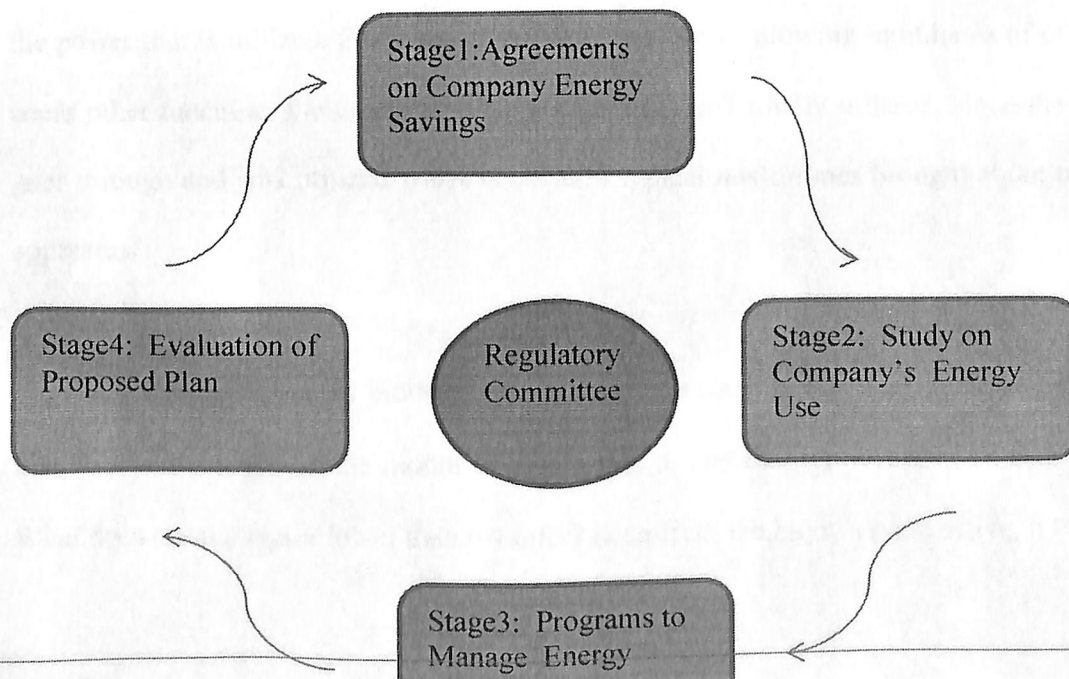 Stage1:Agreements
on Company Energy
Savings
Stage4: Evaluation of
Proposed Plan
Regulatory
Committee
Stage2: Study on
Company's Energy
Use
Stage3: Programs to
Manage Energy